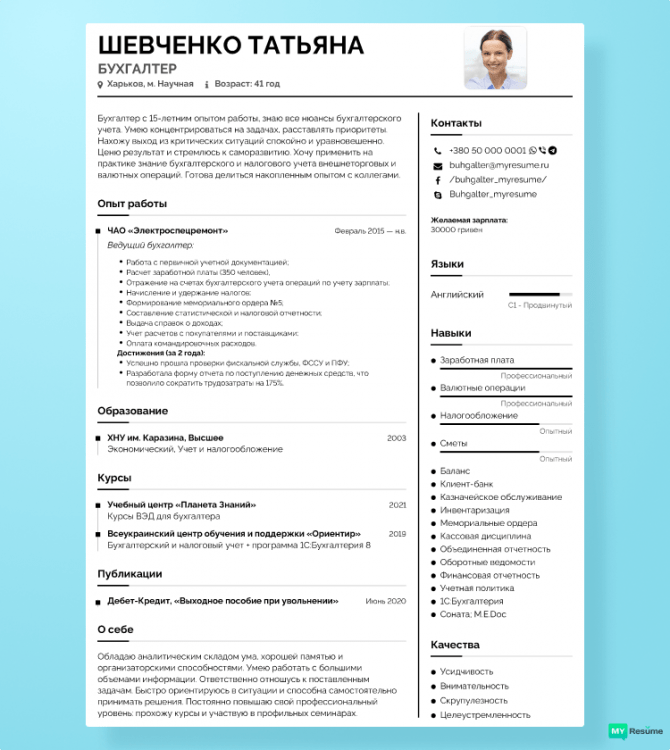 ШЕВЧЕНКО ТАТЬЯНА
БУХГАЛТЕР
Харьков, м. Научная Возраст: 41 год
Бухгалтер с 15-летним опытом работы, знаю все нюансы бухгалтерского
учета. Умею концентрироваться на задачах, расставлять приоритеты.
Нахожу выход из критических ситуаций спокойно и уравновешенно.
Ценю результат и стремлюсь к саморазвитию. Хочу применить на
практике знание бухгалтерского и налогового учета внешнеторговых и
валютных операций. Готова делиться накопленным опытом с коллегами.
Опыт работы
ЧАО «Электроспецремонт» Февраль 2015 — н.в.
Ведущий бухгалтер:
Работа с первичной учетной документацией;
Расчет заработной платы (350 человек),
Отражение на счетах бухгалтерского учета операций по учету зарплаты.
Начисление и удержание налогов;
Формирование мемориального ордера №5;
Составление статистической и налоговой отчетности;
Выдача справок о доходах;
Учет расчетов с покупателями и поставщиками;
Оплата командировочных расходов.
Достижения (за 2 года):
Успешно прошла проверки фискальной службы, ФССУ и ПФУ;
Разработала форму отчета по поступлению денежных средств, что
позволило сократить трудозатраты на 175%.
Образование
ХНУ им. Каразина, Высшее 2003
Экономический, Учет и налогообложение
Курсы
Учебный центр «Планета Знаний» 2021
Курсы ВЭД для бухгалтера
Всеукраинский центр обучения и поддержки «Ориентир» 2019
Бухгалтерский и налоговый учет + программа 1С:Бухгалтерия 8
Публикации
Дебет-Кредит, «Выходное пособие при увольнении» Июнь 2020
О себе
Обладаю аналитическим складом ума, хорошей памятью и
организаторскими способностями. Умею работать с большими
объемами информации. Ответственно отношусь к поставленным
задачам. Быстро ориентируюсь в ситуации и способна самостоятельно
принимать решения. Постоянно повышаю свой профессиональный
уровень: прохожу курсы и участвую в профильных семинарах.
Контакты
+380 50 000 0001
buhgalter@myresume.ru
/buhgalter_myresume/
Buhgalter_myresume
Желаемая зарплата:
30000 гривен
Языки
Английский
C1 - Продвинутый
Навыки
Заработная плата
Профессиональный
Валютные операции
Профессиональный
Налогообложение
Опытный
Сметы
Опытный
Баланс
Клиент-банк
Казначейское обслуживание
Инвентаризация
Мемориальные ордера
Кассовая дисциплина
Объединенная отчетность
Оборотные ведомости
Финансовая отчетность
Учетная политика
1С:Бухгалтерия
Соната; M.E.Doc
Качества
Усидчивость
Внимательность
Скрупулезность
Целеустремленность
MY Resume